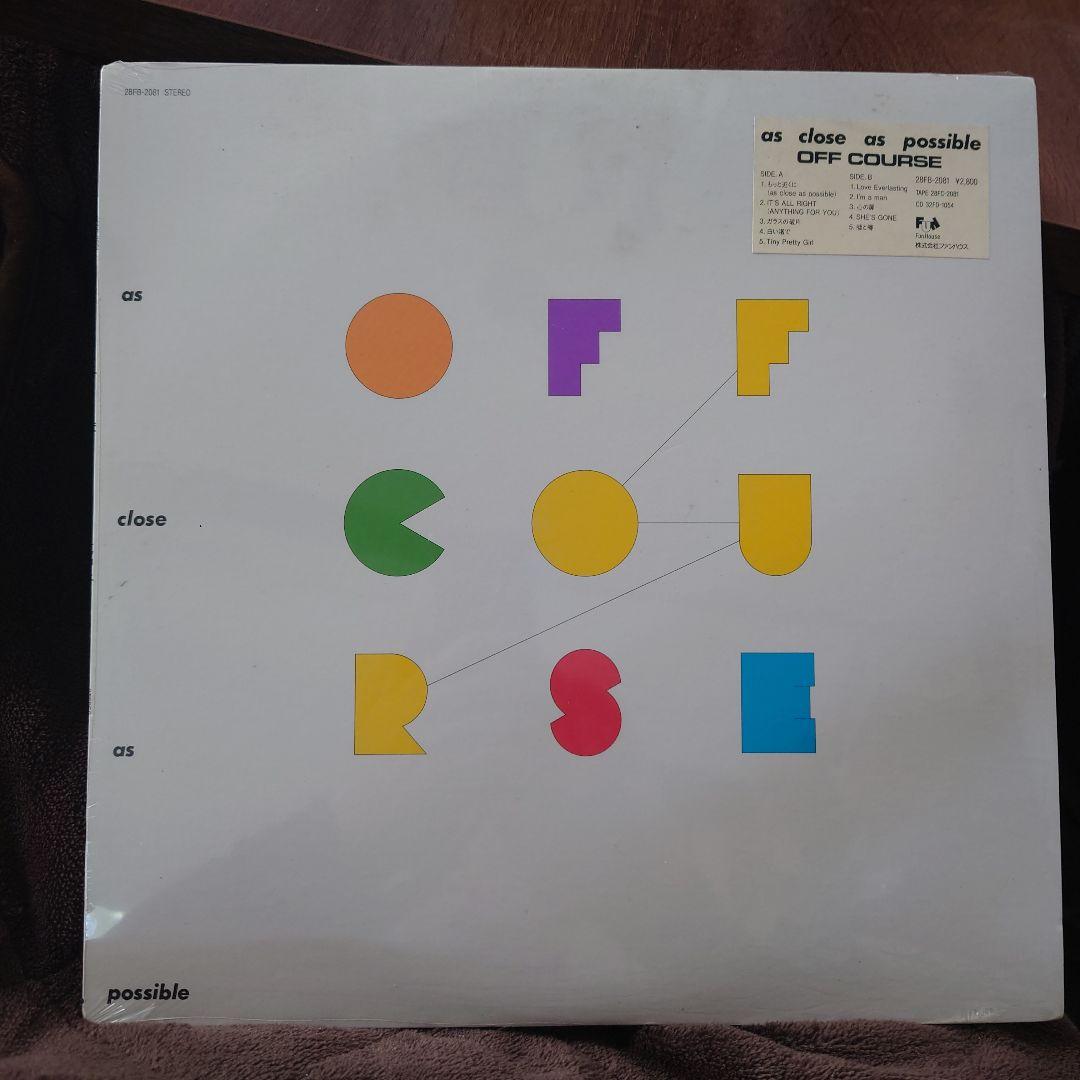 28FB-2081 STEREO
as close as possible
OFF COURSE
SIDE. A
1. もっと近くに
(as close as possible)
2. IT'S ALL RIGHT
(ANYTHING FOR YOU)
3. ガラスの破片
4. 白い渚で
5. Tiny Pretty Girl
SIDE. B
1. Love Everlasting
2. I'm a man
3. 心の扉
4. SHE'S GONE
5. 嘘と噂
28FB-2081 ¥2,800
TAPE 28FC-2081
CD 32FD-1054
FUN
FunHouse
株式会社ファンハウス
as
OFF
close
COU
RSE
as
possible